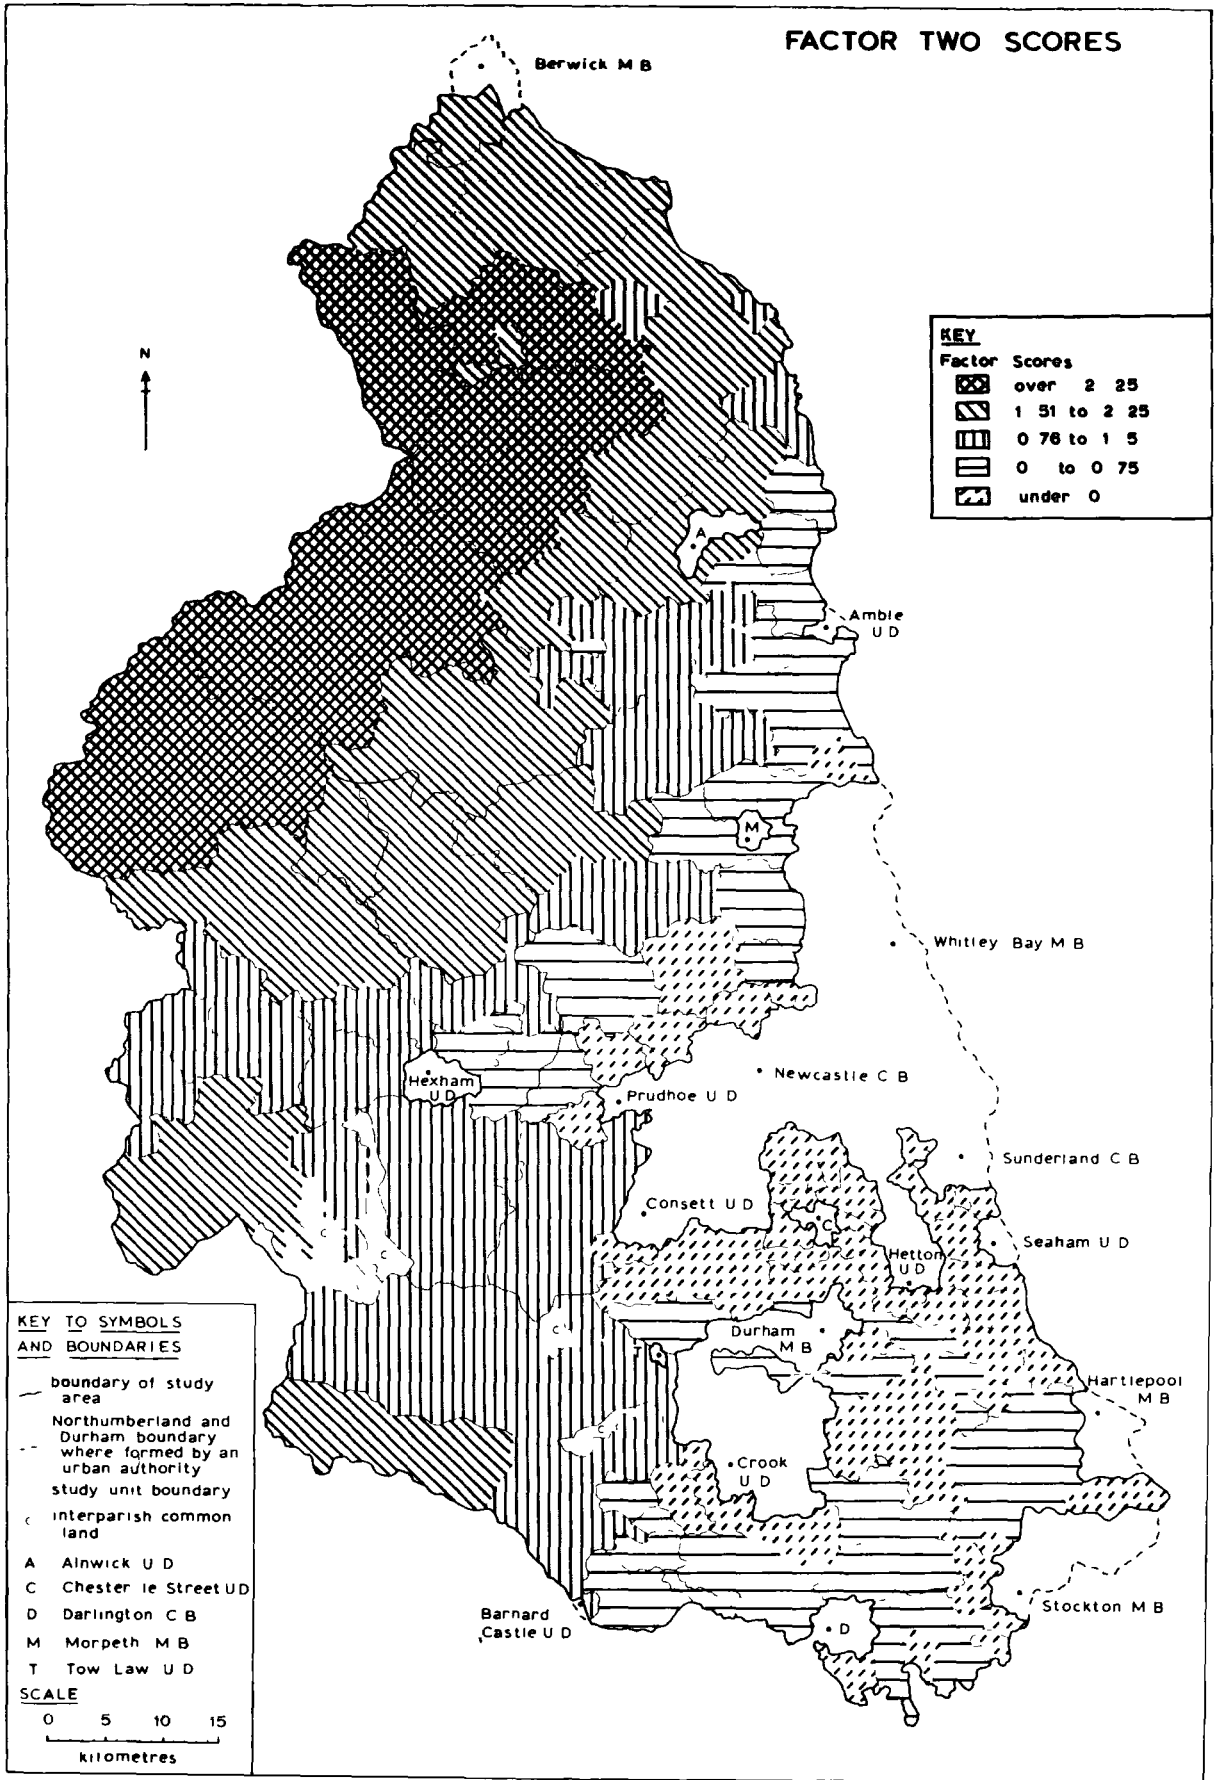 FACTOR TWO SCORES
Berwick M B
N
KEY
Factor Scores
over 2 25
1 51 to 2 25
0 76 to 1 5
0 to 0 75
under 0
A
Amble
U D
M
Whitley Bay M B
Hexham
U D
Newcastle C B
Prudhoe U D
Sunderland C B
Consett U D
C
Seaham U D
Hetton
U D
c
c
c
Durham
M B
T
Hartlepool
M B
c
Crook
U D
Stockton M B
Barnard
Castle U D
D
KEY TO SYMBOLS
AND BOUNDARIES
boundary of study
area
Northumberland and
Durham boundary
where formed by an
urban authority
study unit boundary
c interparish common
land
A Alnwick U D
C Chester le Street U D
D Darlington C B
M Morpeth M B
T Tow Law U D
SCALE
0 5 10 15
kilometres